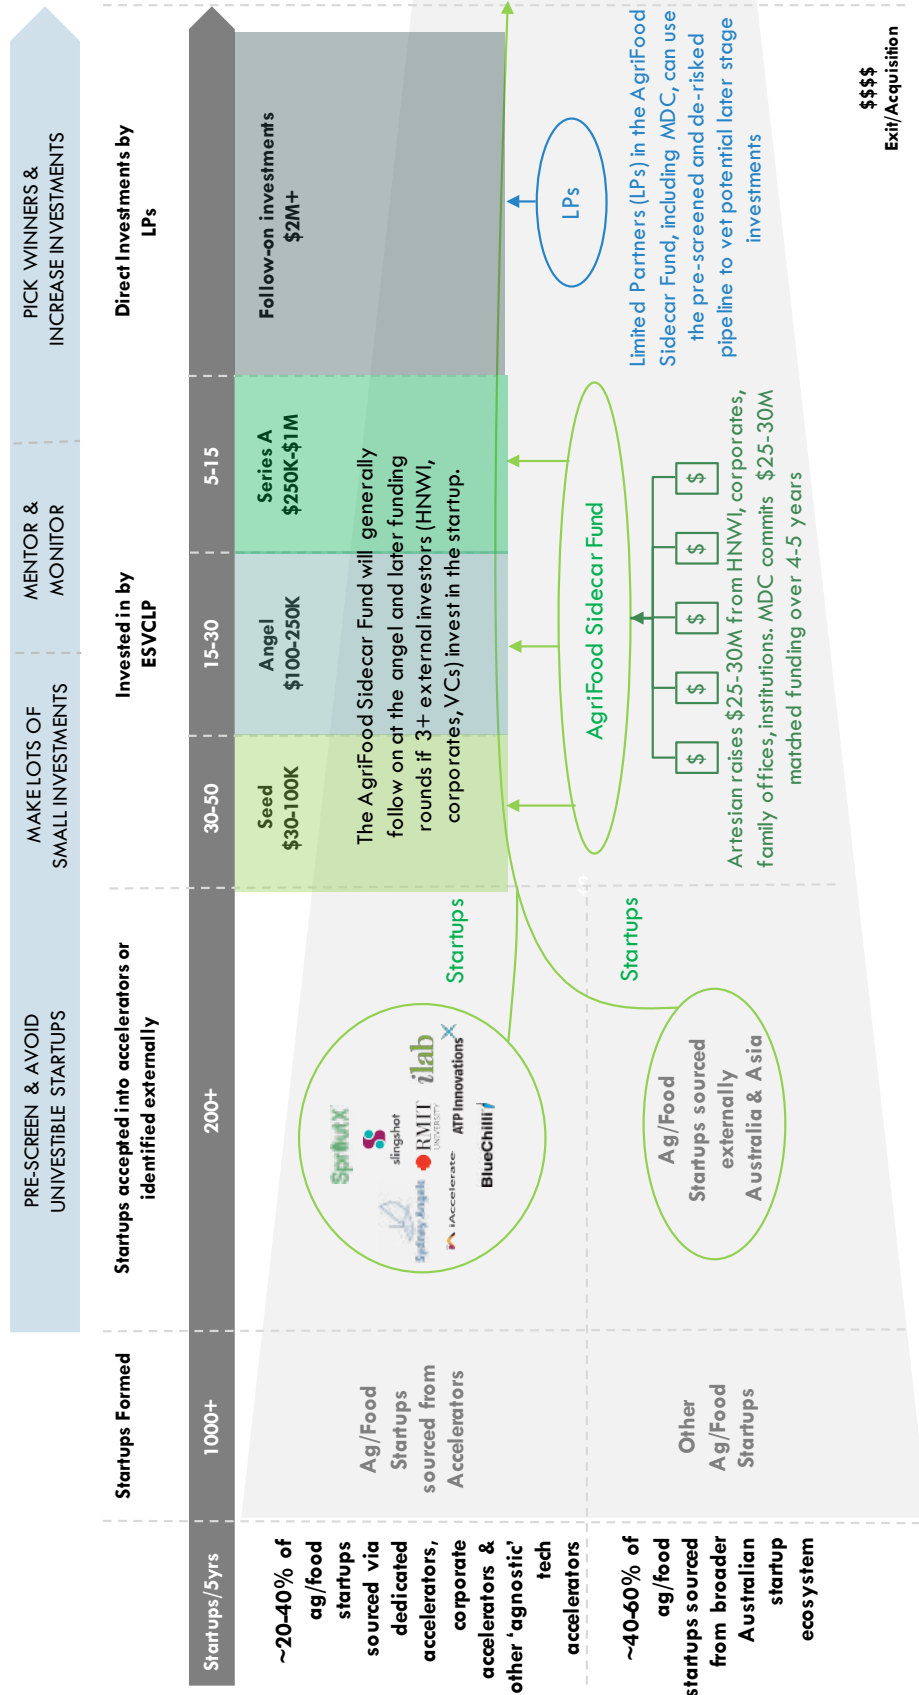 PRE-SCREEN & AVOID
UNIVESTIBLE STARTUPS
MAKE LOTS OF
SMALL INVESTMENTS
MENTOR &
MONITOR
PICK WINNERS &
INCREASE INVESTMENTS
Startups Formed
Startups accepted into accelerators or
identified externally
Invested in by
ESVCLP
Direct Investments by
LPs
Startups/5yrs
1000+
200+
30-50
15-30
5-15
~20-40% of
ag/food
startups
sourced via
dedicated
accelerators,
corporate
accelerators &
other 'agnostic'
tech
accelerators
Ag/Food
Startups
sourced from
Accelerators
SproutX
slingshot
Sydney Angels
RMIT
UNIVERSITY
ilab
iAccelerate
ATP Innovations
BlueChilli
Startups
Seed
$30-100K
Angel
$100-250K
Series A
$250K-$1M
Follow-on investments
$2M+
The AgriFood Sidecar Fund will generally
follow on at the angel and later funding
rounds if 3+ external investors (HNWI,
corporates, VCs) invest in the startup.
~40-60% of
ag/food
startups sourced
from broader
Australian
startup
ecosystem
Other
Ag/Food
Startups
Ag/Food
Startups sourced
externally
Australia & Asia
Startups
AgriFood Sidecar Fund
$
$
$
$
$
Artesian raises $25-30M from HNWI, corporates,
family offices, institutions. MDC commits $25-30M
matched funding over 4-5 years
LPs
Limited Partners (LPs) in the AgriFood
Sidecar Fund, including MDC, can use
the pre-screened and de-risked
pipeline to vet potential later stage
investments
$$$$
Exit/Acquisition